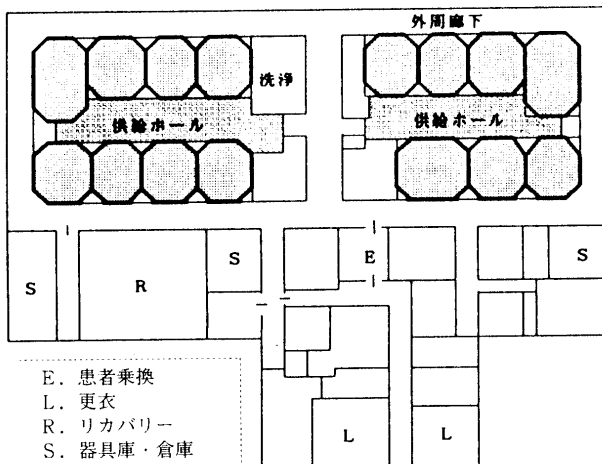 外周廊下
洗浄
供給ホール
供給ホール
S
R
S
E
S
E. 患者乗換
L. 更衣
R. リカバリー
S. 器具庫・倉庫
L
L